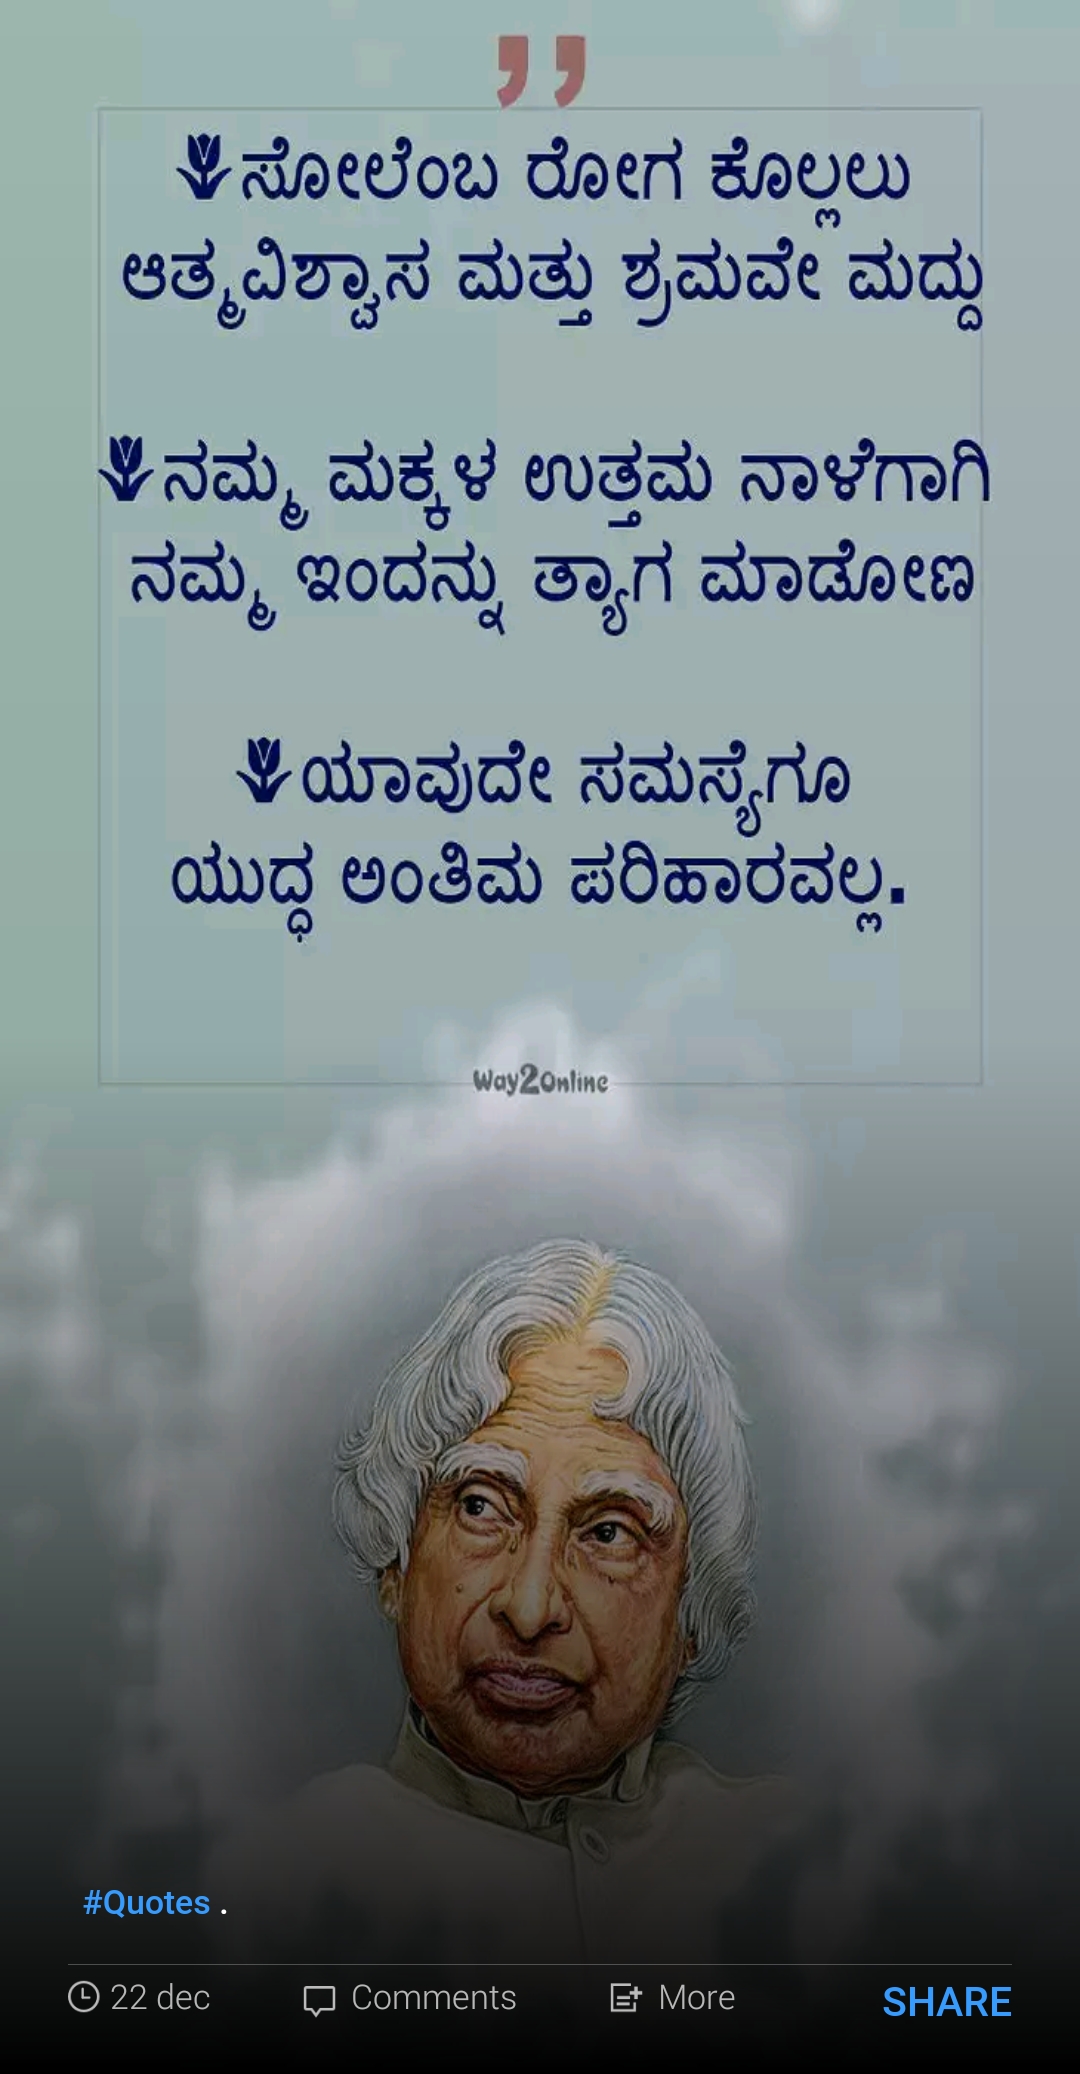 ಸೋಲೆಂಬ ರೋಗ ಕೊಲ್ಲಲು
ಆತ್ಮವಿಶ್ವಾಸ ಮತ್ತು ಶ್ರಮವೇ ಮದ್ದು
ನಮ್ಮ ಮಕ್ಕಳ ಉತ್ತಮ ನಾಳೆಗಾಗಿ
ನಮ್ಮ ಇಂದನ್ನು ತ್ಯಾಗ ಮಾಡೋಣ
ಯಾವುದೇ ಸಮಸ್ಯೆಗೂ
ಯುದ್ಧ ಅಂತಿಮ ಪರಿಹಾರವಲ್ಲ.
Way2Online
#Quotes .
22 dec Comments More SHARE